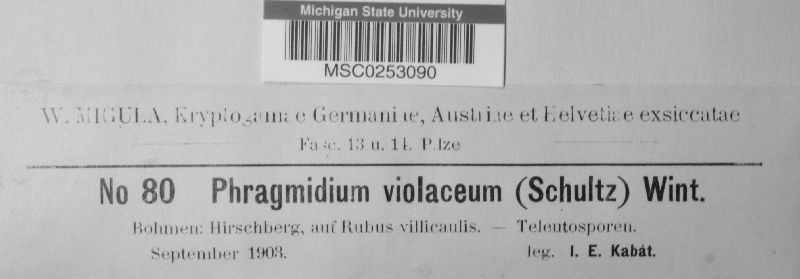 Michigan State University
MSC0253090
W. MIGULA, Kryptogamae Germaniae, Austriae et Helvetiae exsiccatae
Fasc. 13 u. 14. Pilze
No 80 Phragmidium violaceum (Schultz) Wint.
Böhmen: Hirschberg, auf Rubus villicaulis. — Teleutosporen.
September 1903. leg. I. E. Kabát.